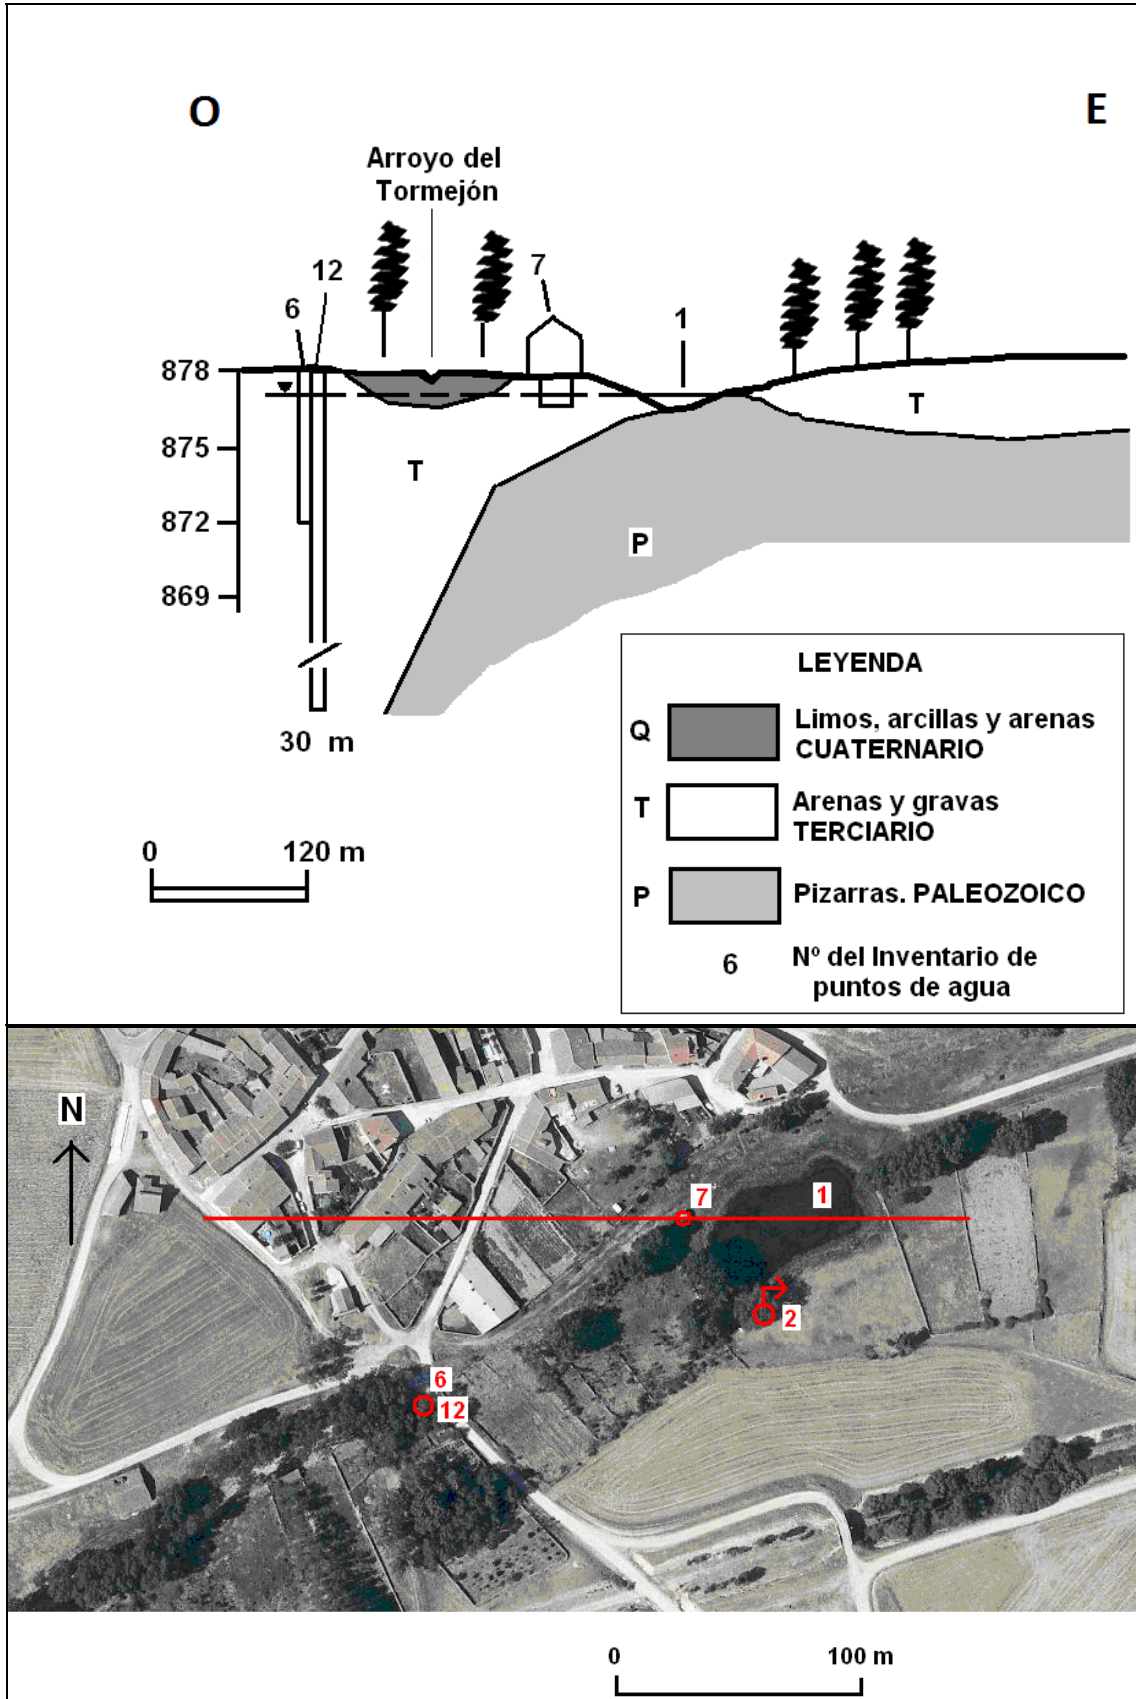 O
E
Arroyo del
Tormejón
12
6
7
1
878
875
872
869
T
T
P
30 m
0
120 m
LEYENDA
Q
Limos, arcillas y arenas
CUATERNARIO
T
Arenas y gravas
TERCIARIO
P
Pizarras. PALEOZOICO
6
Nº del Inventario de
puntos de agua
N
7
1
2
6
12
0
100 m